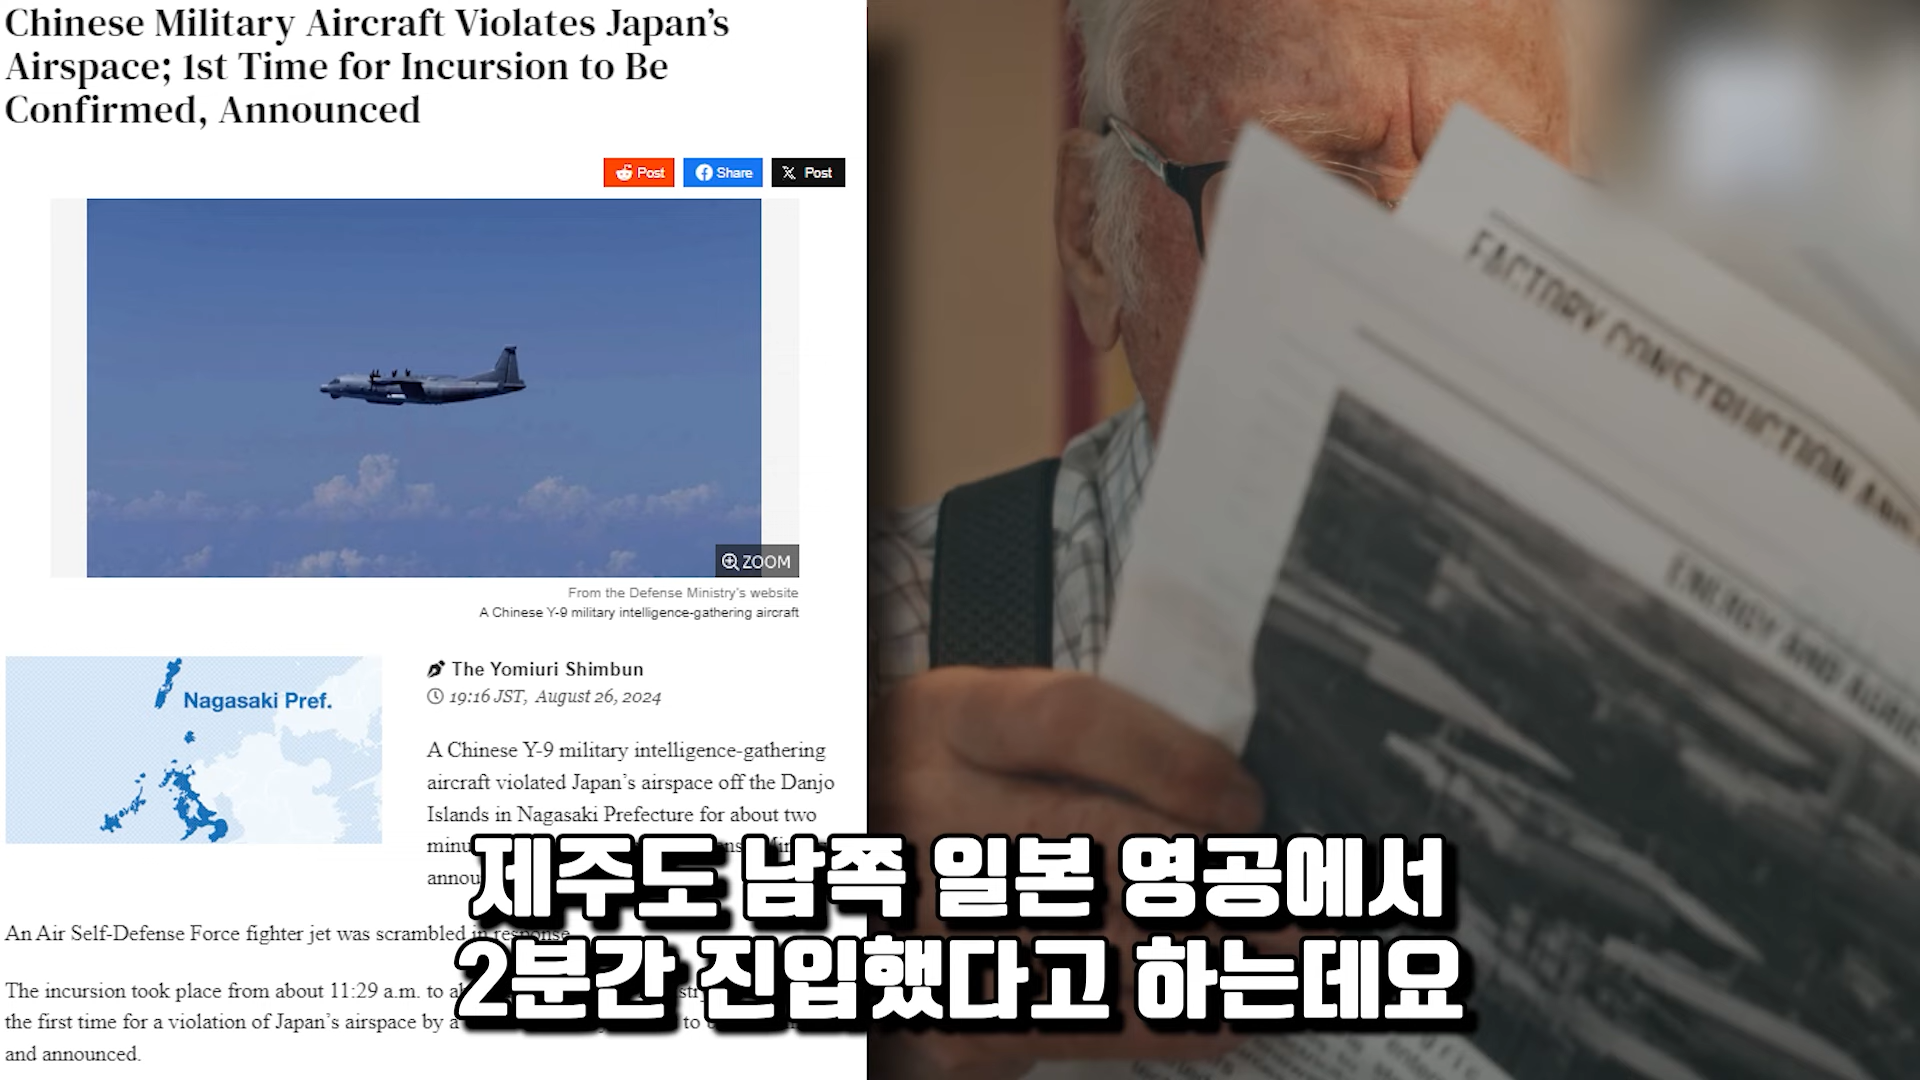 Chinese Military Aircraft Violates Japan’s
Airspace; 1st Time for Incursion to Be
Confirmed, Announced
Post
Share
Post
ZOOM
From the Defense Ministry's website
A Chinese Y-9 military intelligence-gathering aircraft
Nagasaki Pref.
The Yomiuri Shimbun
19:16 JST, August 26, 2024
A Chinese Y-9 military intelligence-gathering
aircraft violated Japan’s airspace off the Danjo
Islands in Nagasaki Prefecture for about two
An Air Self-Defense Force fighter jet was scrambled in response
The incursion took place from about 11:29 a.m. to
the first time for a violation of Japan’s airspace by a
to
and announced.
FACTORY CONSTRUCTION AND
ENERGY AND
제주도 남쪽 일본 영공에서
2분간 진입했다고 하는데요